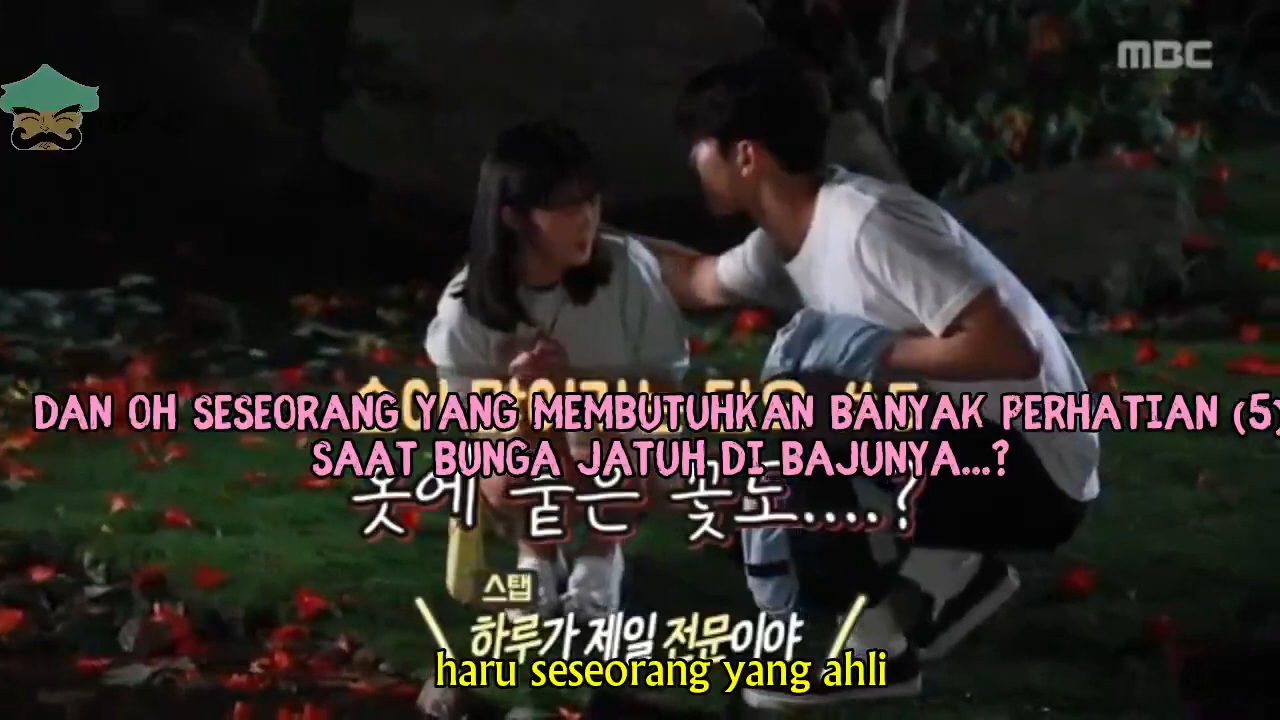 MBC
DAN OH SESEORANG YANG MEMBUTUHKAN BANYAK PERHATIAN (5)
SAAT BUNGA JATUH DI BAJUNYA...?
옷에 묻은 꽃도....?
스탭
하루가 제일 전문이야
haru seseorang yang ahli